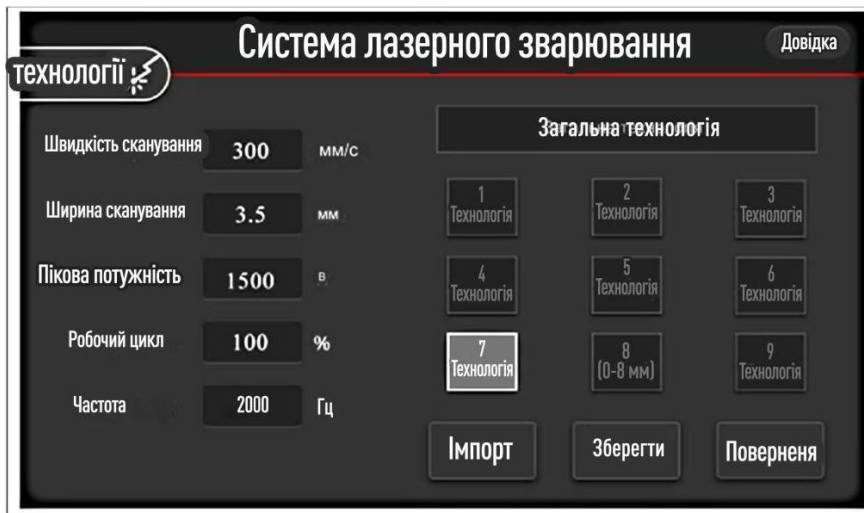 Система лазерного зварювання
Довідка
технології
Швидкість сканування 300 мм/с
Ширина сканування 3.5 мм
Пікова потужність 1500 в
Робочий цикл 100 %
Частота 2000 Гц
Загальна технологія
1
Технологія
2
Технологія
3
Технологія
4
Технологія
5
Технологія
6
Технологія
7
Технологія
8
(0-8 мм)
9
Технологія
Імпорт
Зберегти
Поверненя